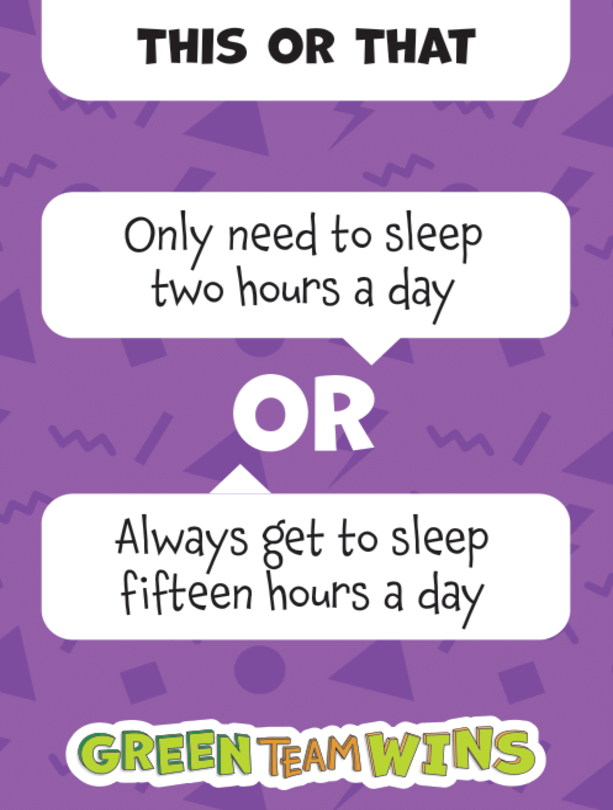 THIS OR THAT
Only need to sleep
two hours a day
OR
Always get to sleep
fifteen hours a day
GREEN TEAM WINS